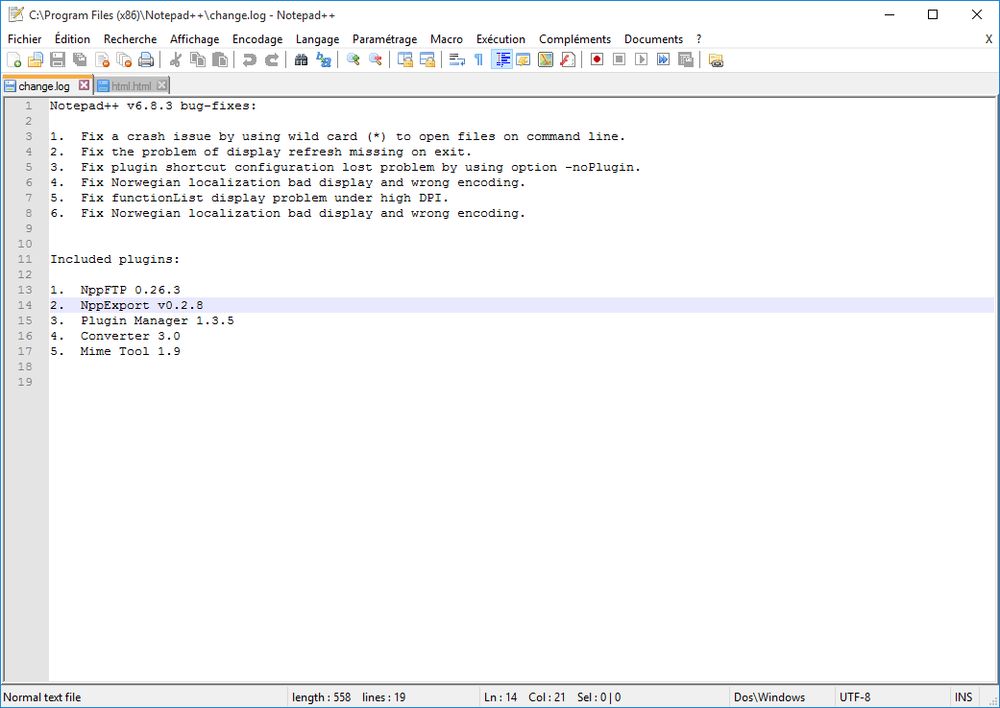 C:\Program Files (x86)\Notepad++\change.log - Notepad++
Fichier Édition Recherche Affichage Encodage Langage Paramétrage Macro Exécution Compléments Documents ? X
change.log html.html
1 Notepad++ v6.8.3 bug-fixes:
2
3 1. Fix a crash issue by using wild card (*) to open files on command line.
4 2. Fix the problem of display refresh missing on exit.
5 3. Fix plugin shortcut configuration lost problem by using option -noPlugin.
6 4. Fix Norwegian localization bad display and wrong encoding.
7 5. Fix functionList display problem under high DPI.
8 6. Fix Norwegian localization bad display and wrong encoding.
9
10
11 Included plugins:
12
13 1. NppFTP 0.26.3
14 2. NppExport v0.2.8
15 3. Plugin Manager 1.3.5
16 4. Converter 3.0
17 5. Mime Tool 1.9
18
19
Normal text file length : 558 lines : 19 Ln : 14 Col : 21 Sel : 0 | 0 Dos\Windows UTF-8 INS